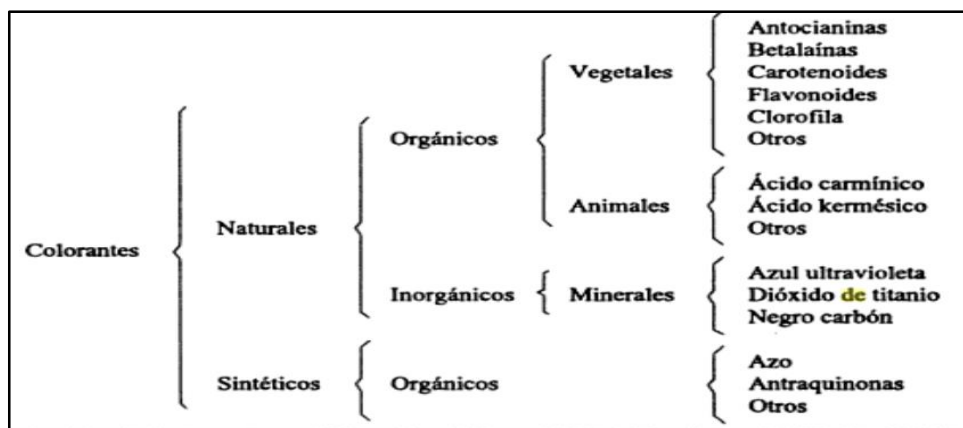 Colorantes
Naturales
Orgánicos
Vegetales
Antocianinas
Betalaínas
Carotenoides
Flavonoides
Clorofila
Otros
Animales
Ácido carmínico
Ácido kermésico
Otros
Inorgánicos
Minerales
Azul ultravioleta
Dióxido de titanio
Negro carbón
Sintéticos
Orgánicos
Azo
Antraquinonas
Otros